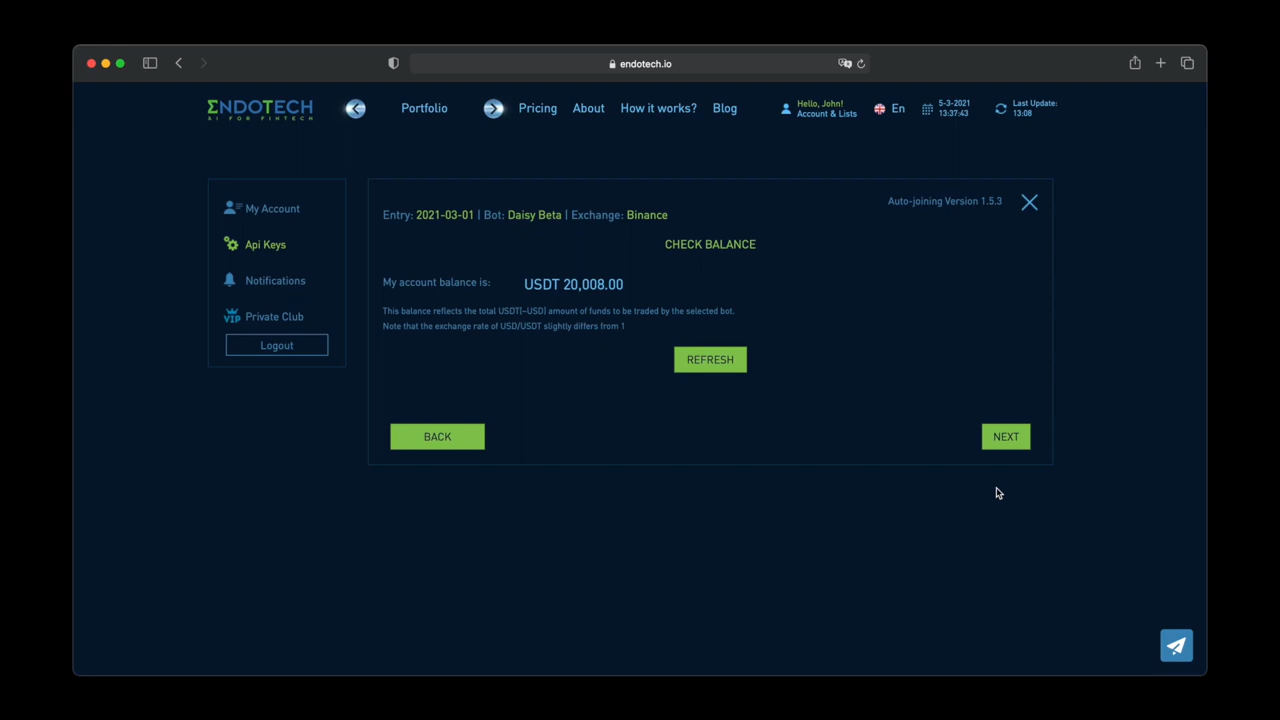 endotech.io
ΣNDOTECH
AI FOR FINTECH
Portfolio
Pricing
About
How it works?
Blog
Hello, John!
Account & Lists
En
5-3-2021
13:37:43
Last Update:
13:08
My Account
Api Keys
Notifications
VIP Private Club
Logout
Auto-joining Version 1.5.3
Entry: 2021-03-01 | Bot: Daisy Beta | Exchange: Binance
CHECK BALANCE
My account balance is: USDT 20,008.00
This balance reflects the total USDT(~USD) amount of funds to be traded by the selected bot.
Note that the exchange rate of USD/USDT slightly differs from 1
REFRESH
BACK
NEXT